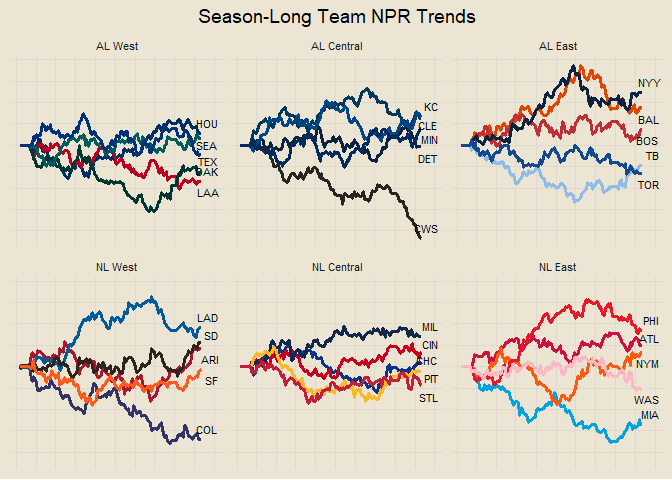 Season-Long Team NPR Trends
AL West
AL Central
AL East
HOU
SEA
TEX
OAK
LAA
KC
CLE
MIN
DET
CWS
NYY
BAL
BOS
TB
TOR
NL West
NL Central
NL East
LAD
SD
ARI
SF
COL
MIL
CIN
CHC
PIT
STL
PHI
ATL
NYM
WAS
MIA